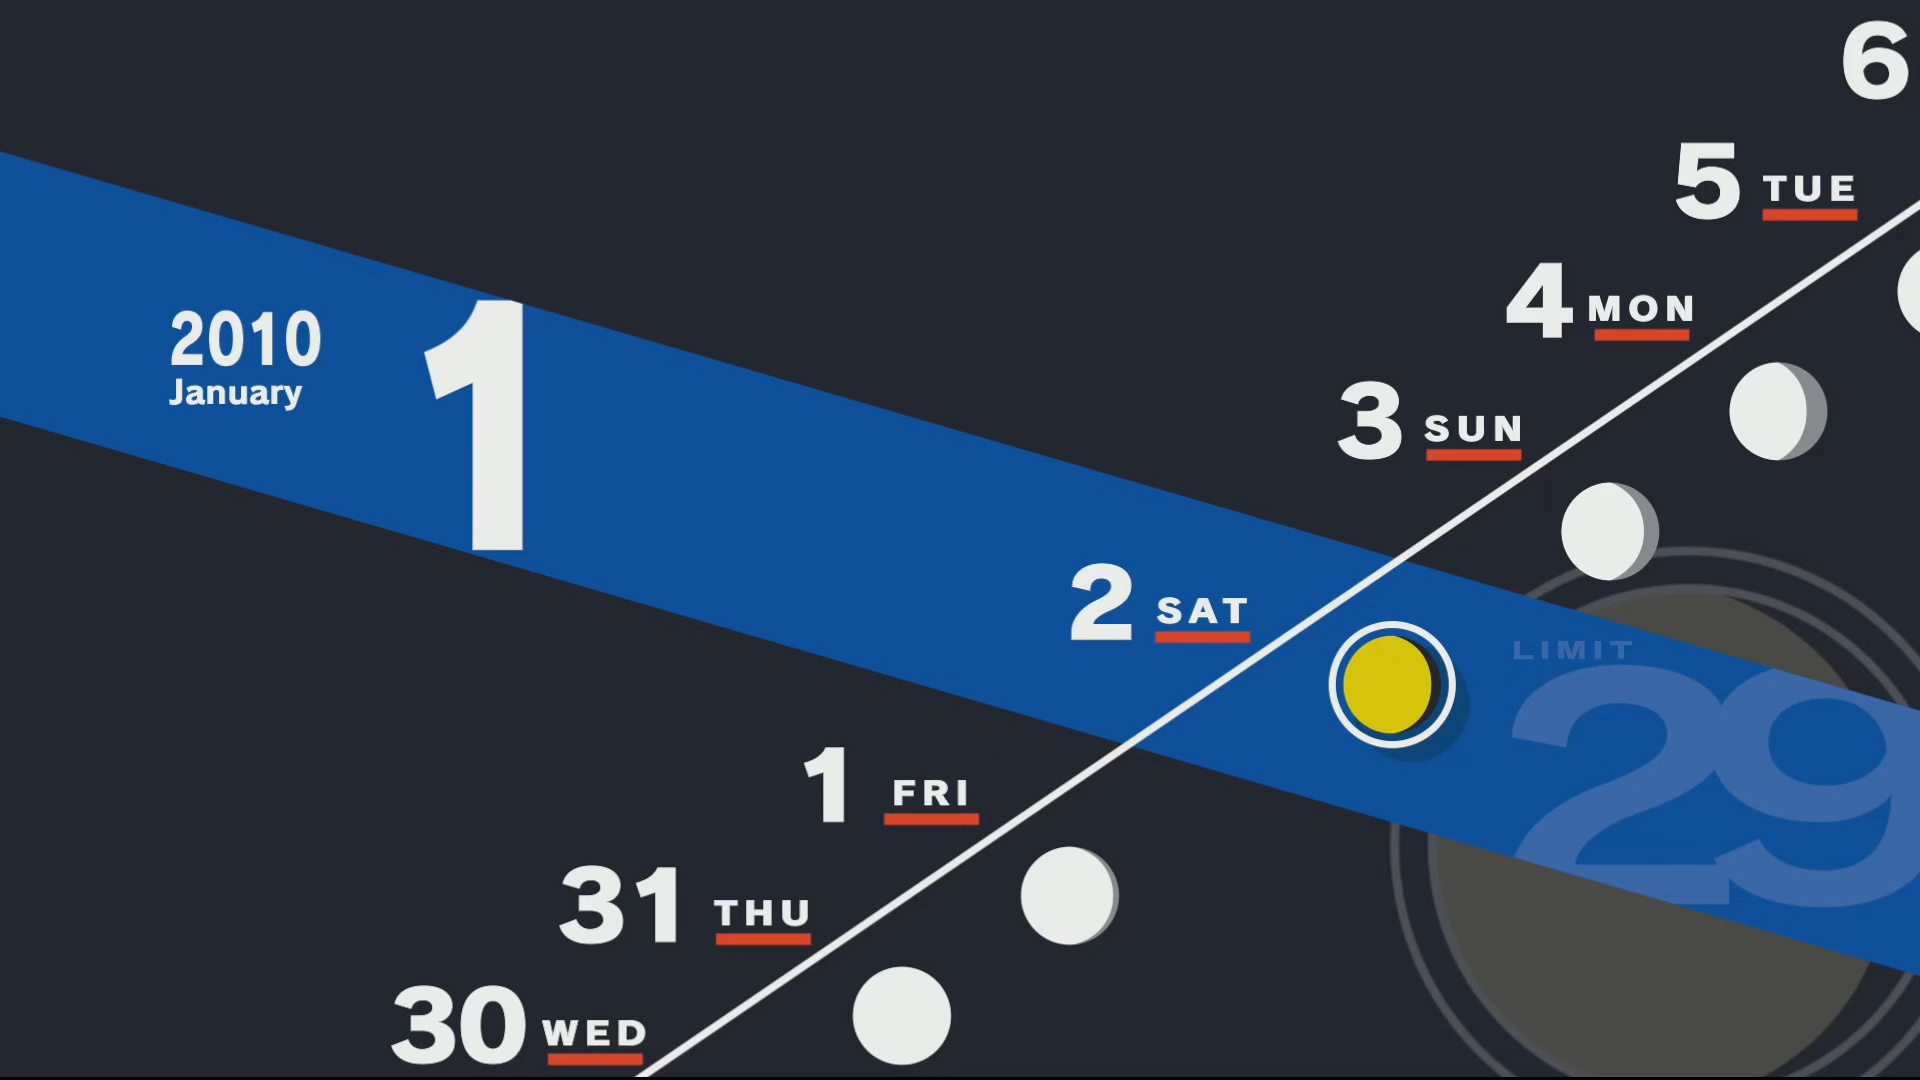 6
5 TUE
4 MON
3 SUN
2010
January
1
2 SAT
LIMIT
29
1 FRI
31 THU
30 WED